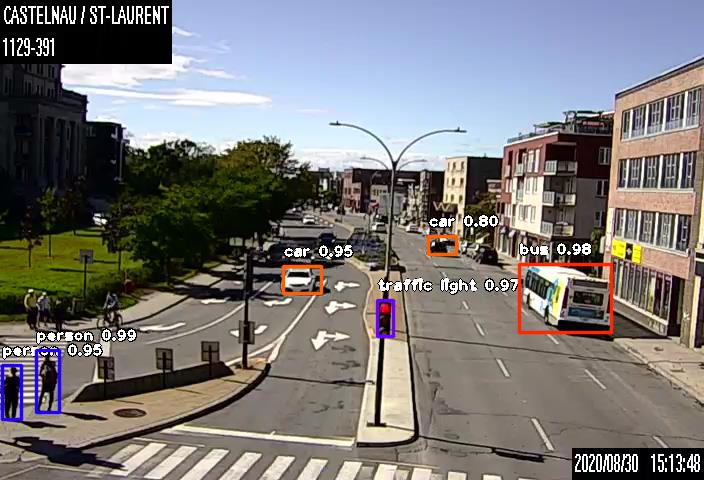 CASTELNAU / ST-LAURENT
1129-391
car 0.80
car 0.95
bus 0.98
traffic light 0.97
person 0.99
person 0.95
2020/08/30 15:13:48